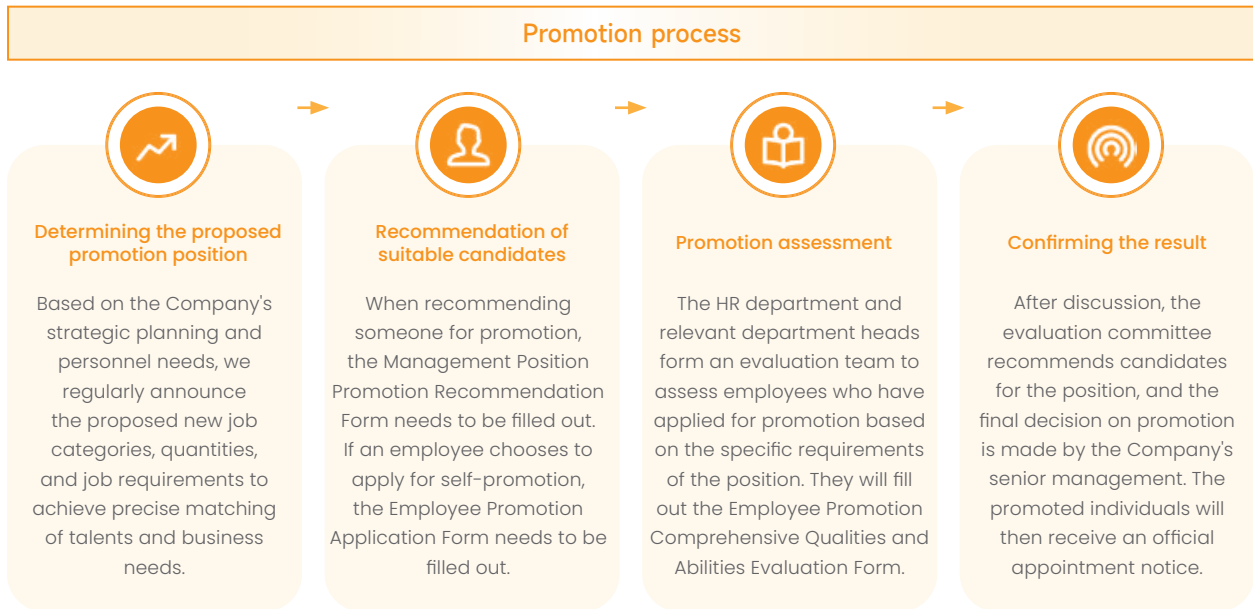 Promotion process
Determining the proposed
promotion position
Based on the Company's
strategic planning and
personnel needs, we
regularly announce
the proposed new job
categories, quantities,
and job requirements to
achieve precise matching
of talents and business
needs.
Recommendation of
suitable candidates
When recommending
someone for promotion,
the Management Position
Promotion Recommendation
Form needs to be filled out.
If an employee chooses to
apply for self-promotion,
the Employee Promotion
Application Form needs to be
filled out.
Promotion assessment
The HR department and
relevant department heads
form an evaluation team to
assess employees who have
applied for promotion based
on the specific requirements
of the position. They will fill
out the Employee Promotion
Comprehensive Qualities and
Abilities Evaluation Form.
Confirming the result
After discussion, the
evaluation committee
recommends candidates
for the position, and the
final decision on promotion
is made by the Company's
senior management. The
promoted individuals will
then receive an official
appointment notice.